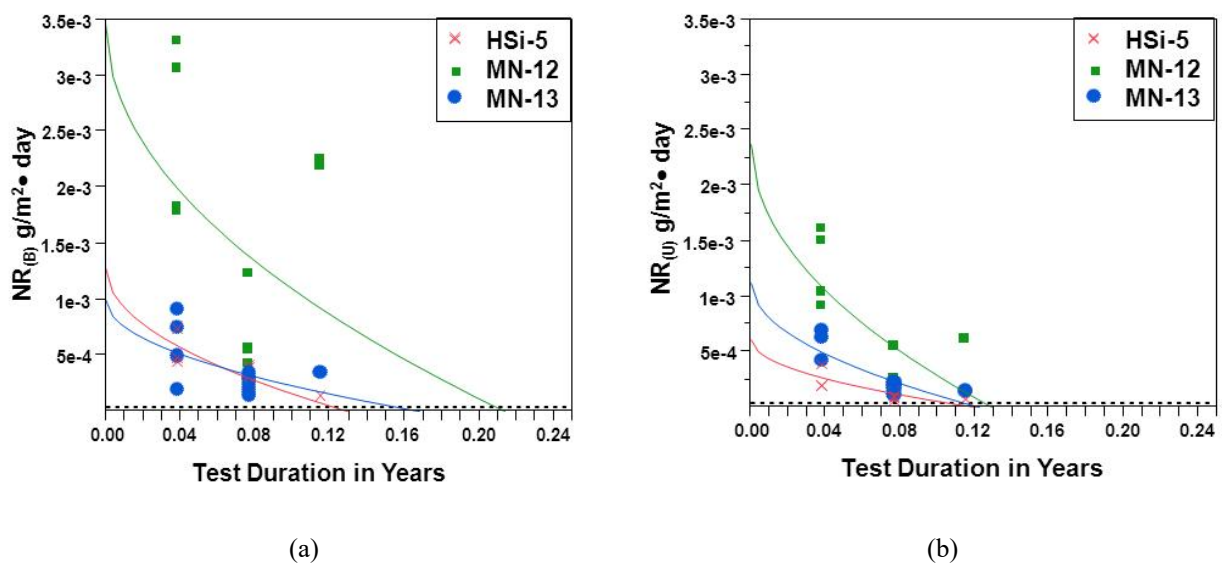 3.5e-3
3e-3
2.5e-3
2e-3
1.5e-3
1e-3
5e-4
NR(B) g/m²● day
HSi-5
MN-12
MN-13
0.00 0.04 0.08 0.12 0.16 0.20 0.24
Test Duration in Years
(a)
3.5e-3
3e-3
2.5e-3
2e-3
1.5e-3
1e-3
5e-4
NR(U) g/m²● day
HSi-5
MN-12
MN-13
0.00 0.04 0.08 0.12 0.16 0.20 0.24
Test Duration in Years
(b)